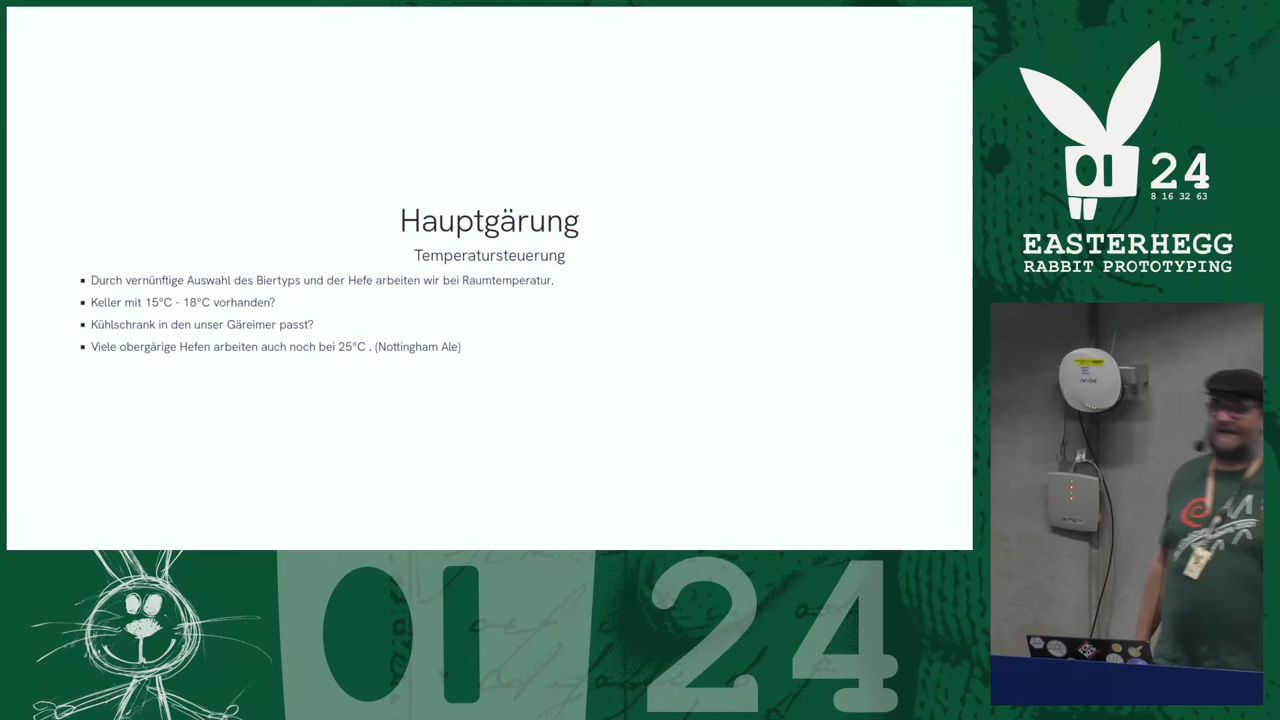 Hauptgärung
Temperatursteuerung
▪ Durch vernünftige Auswahl des Biertyps und der Hefe arbeiten wir bei Raumtemperatur.
▪ Keller mit 15°C - 18°C vorhanden?
▪ Kühlschrank in den unser Gäreimer passt?
▪ Viele obergärige Hefen arbeiten auch noch bei 25°C . (Nottingham Ale)
24
8 16 32 63
EASTERHEGG
RABBIT PROTOTYPING
24